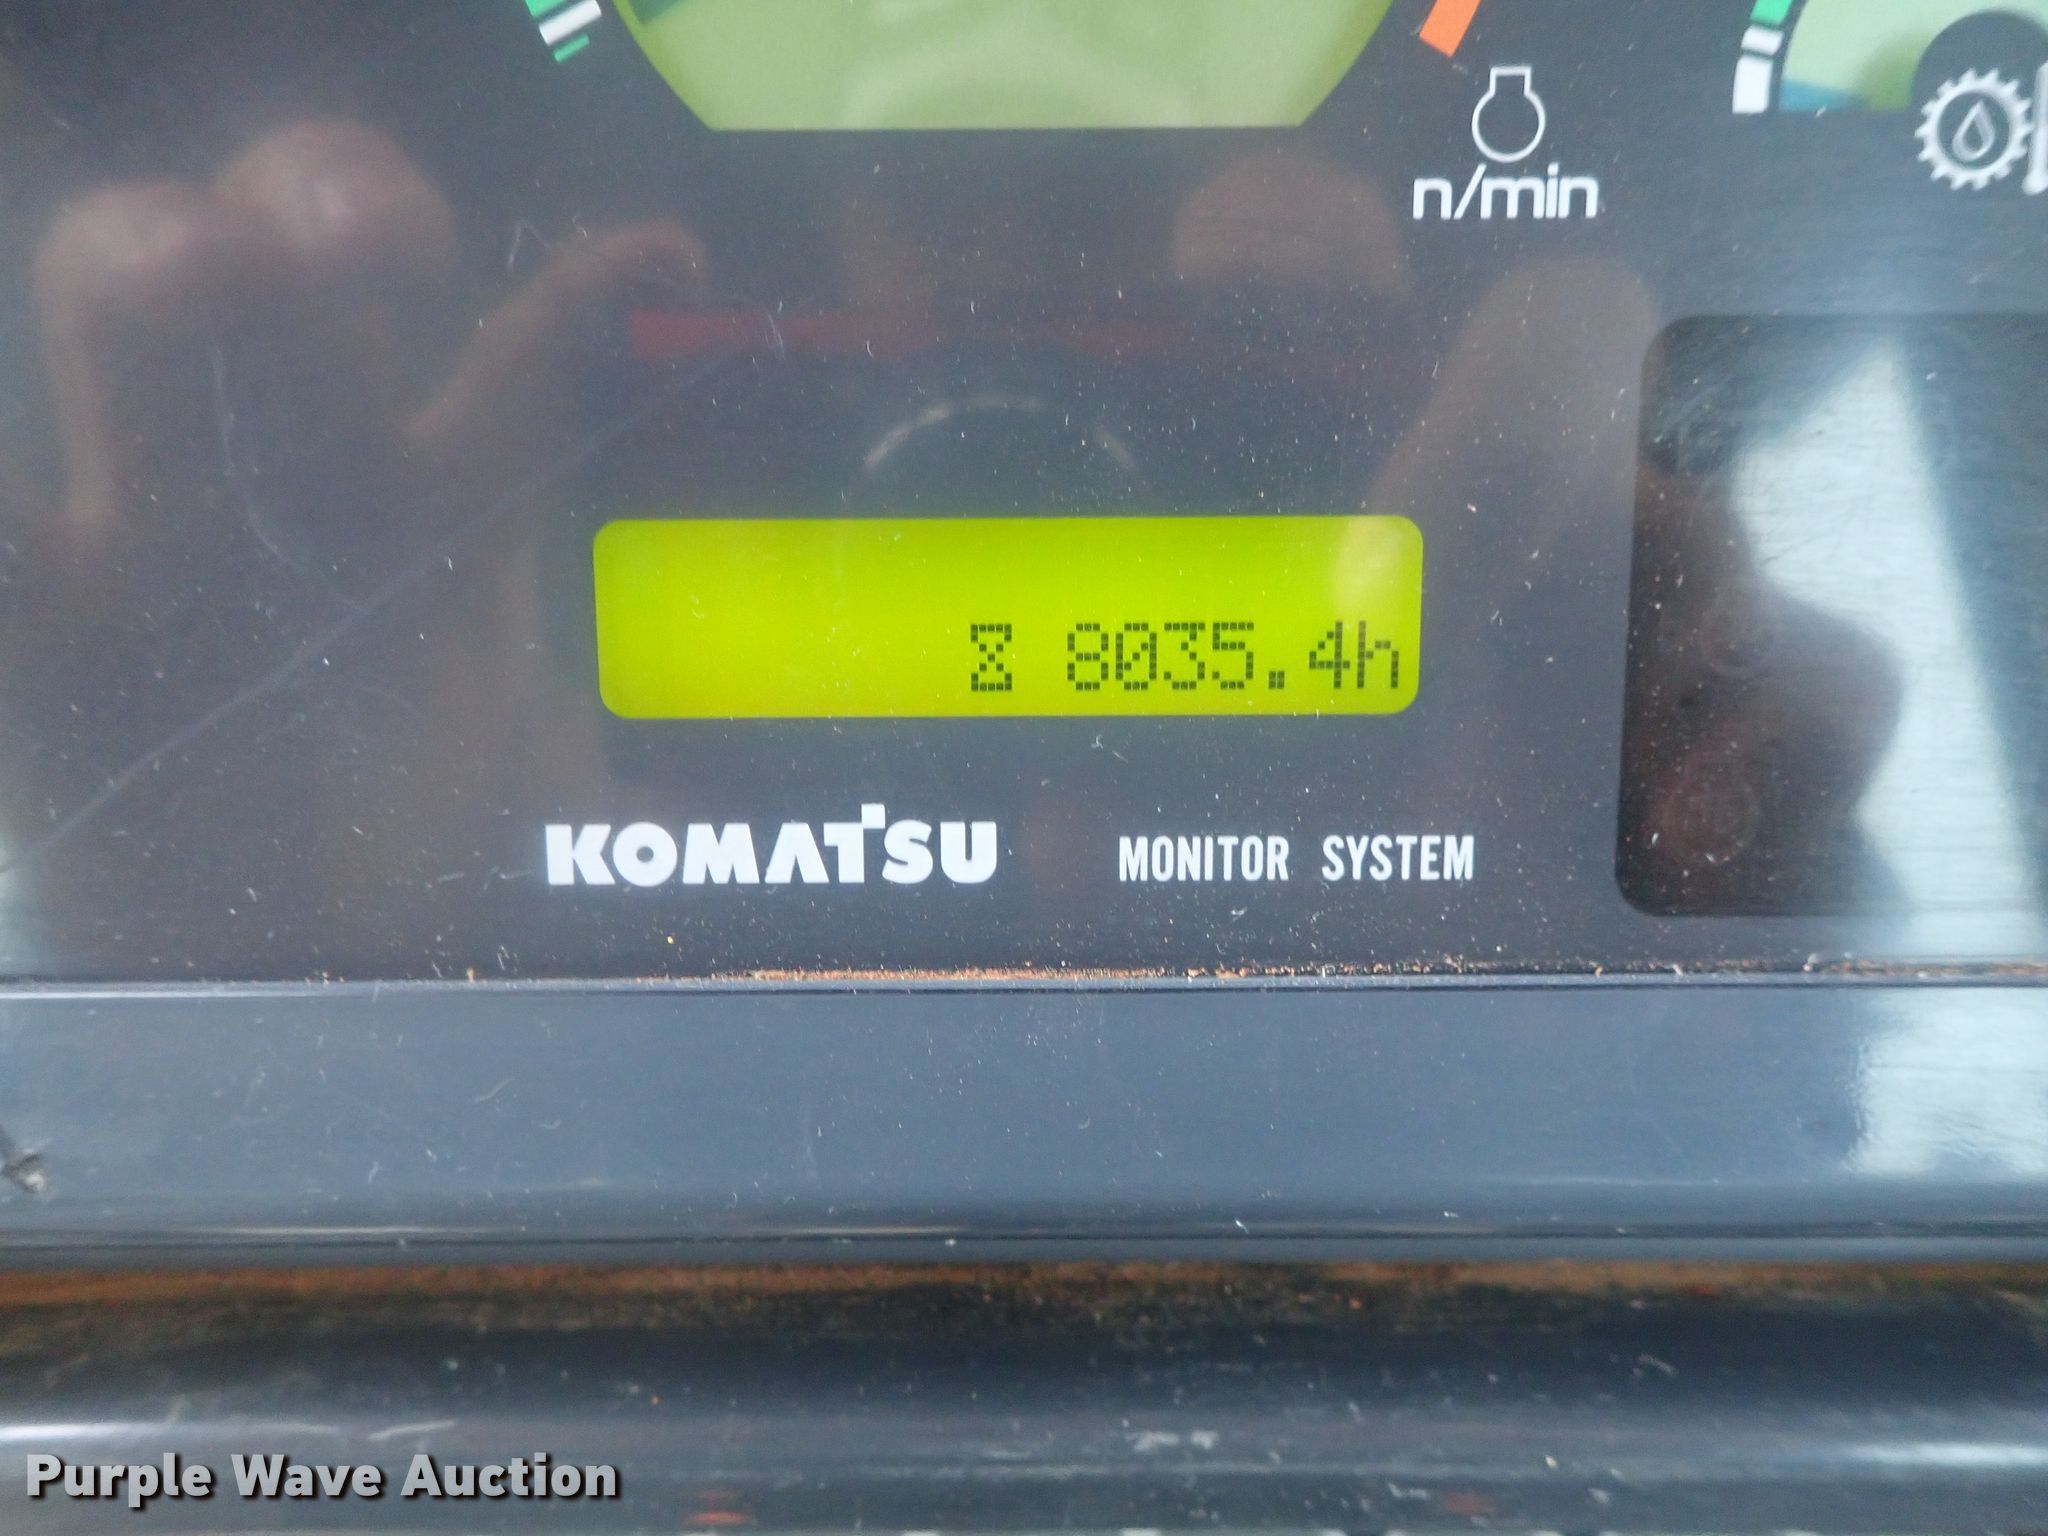 n/min
8035.4h
KOMATSU MONITOR SYSTEM
Purple Wave Auction